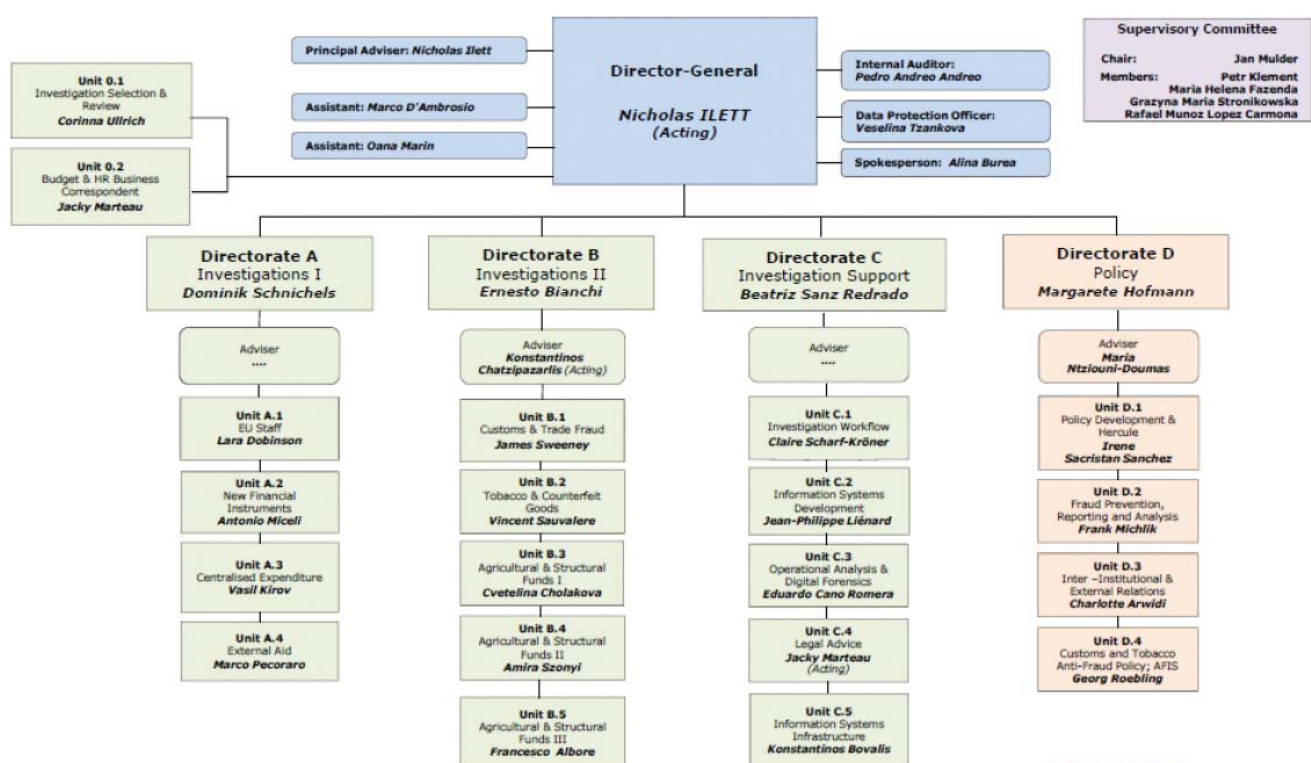 Principal Adviser: Nicholas Ilett
Assistant: Marco D'Ambrosio
Assistant: Oana Marin
Director-General
Nicholas ILETT
(Acting)
Internal Auditor:
Pedro Andreo Andreo
Data Protection Officer:
Veselina Tzankova
Spokesperson: Alina Burea
Supervisory Committee
Chair: Jan Mulder
Members: Petr Klement
Maria Helena Fazenda
Grazyna Maria Stronikowska
Rafael Munoz Lopez Carmona
Unit 0.1
Investigation Selection &
Review
Corinna Ullrich
Unit 0.2
Budget & HR Business
Correspondent
Jacky Marteau
Directorate A
Investigations I
Dominik Schnichels
Adviser
....
Unit A.1
EU Staff
Lara Dobinson
Unit A.2
New Financial
Instruments
Antonio Miceli
Unit A.3
Centralised Expenditure
Vasil Kirov
Unit A.4
External Aid
Marco Pecoraro
Directorate B
Investigations II
Ernesto Bianchi
Adviser
Konstantinos
Chatzipazarlis (Acting)
Unit B.1
Customs & Trade Fraud
James Sweeney
Unit B.2
Tobacco & Counterfeit
Goods
Vincent Sauvalere
Unit B.3
Agricultural & Structural
Funds I
Cvetelina Cholakova
Unit B.4
Agricultural & Structural
Funds II
Amira Szonyi
Unit B.5
Agricultural & Structural
Funds III
Francesco Albore
Directorate C
Investigation Support
Beatriz Sanz Redrado
Adviser
....
Unit C.1
Investigation Workflow
Claire Scharf-Kröner
Unit C.2
Information Systems
Development
Jean-Philippe Liénard
Unit C.3
Operational Analysis &
Digital Forensics
Eduardo Cano Romera
Unit C.4
Legal Advice
Jacky Marteau
(Acting)
Unit C.5
Information Systems
Infrastructure
Konstantinos Bovalis
Directorate D
Policy
Margarete Hofmann
Adviser
Maria
Ntziouni-Doumas
Unit D.1
Policy Development &
Hercule
Irene
Sacristan Sanchez
Unit D.2
Fraud Prevention,
Reporting and Analysis
Frank Michlik
Unit D.3
Inter -Institutional &
External Relations
Charlotte Arwidi
Unit D.4
Customs and Tobacco
Anti-Fraud Policy; AFIS
Georg Roebling